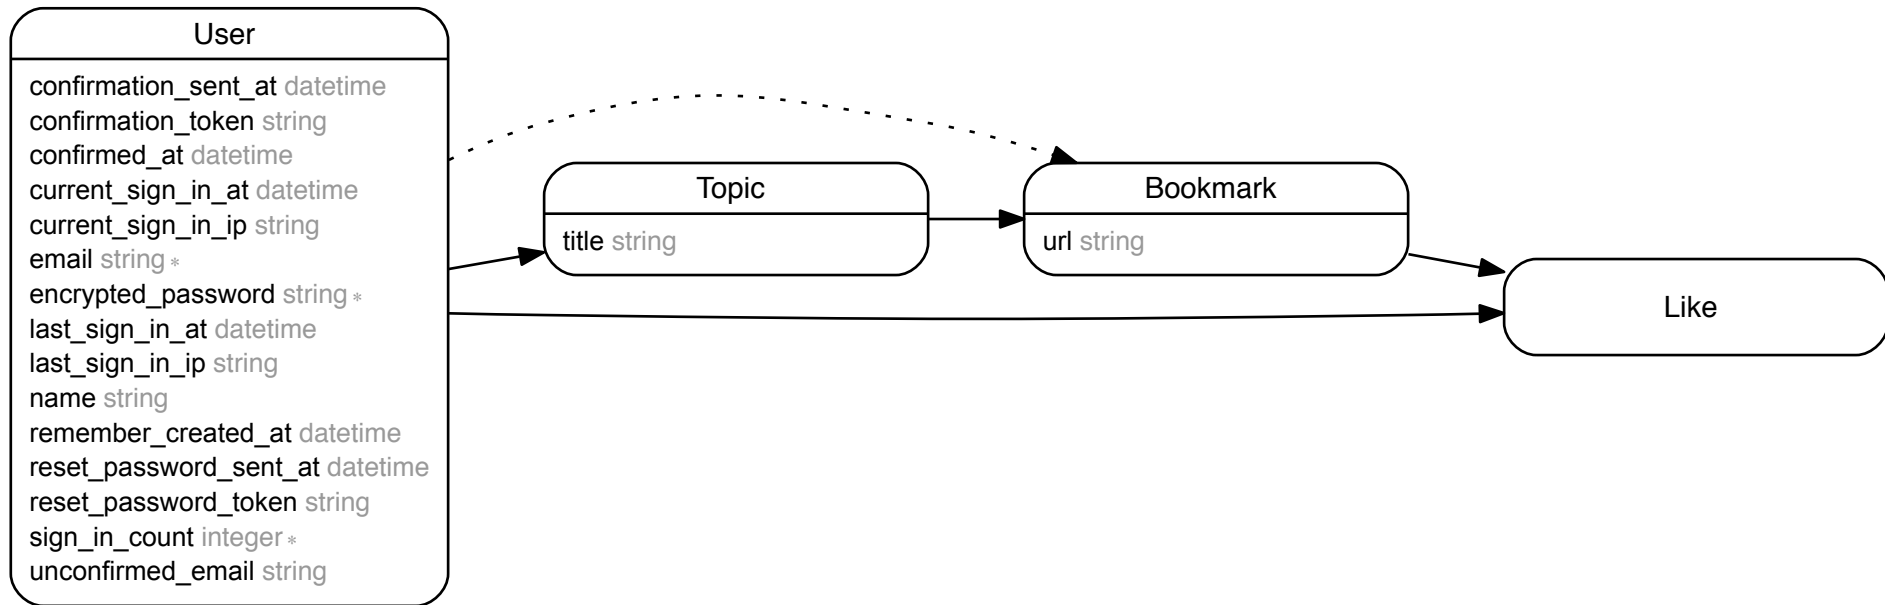 User
confirmation_sent_at datetime
confirmation_token string
confirmed_at datetime
current_sign_in_at datetime
current_sign_in_ip string
email string *
encrypted_password string *
last_sign_in_at datetime
last_sign_in_ip string
name string
remember_created_at datetime
reset_password_sent_at datetime
reset_password_token string
sign_in_count integer *
unconfirmed_email string
Topic
title string
Bookmark
url string
Like